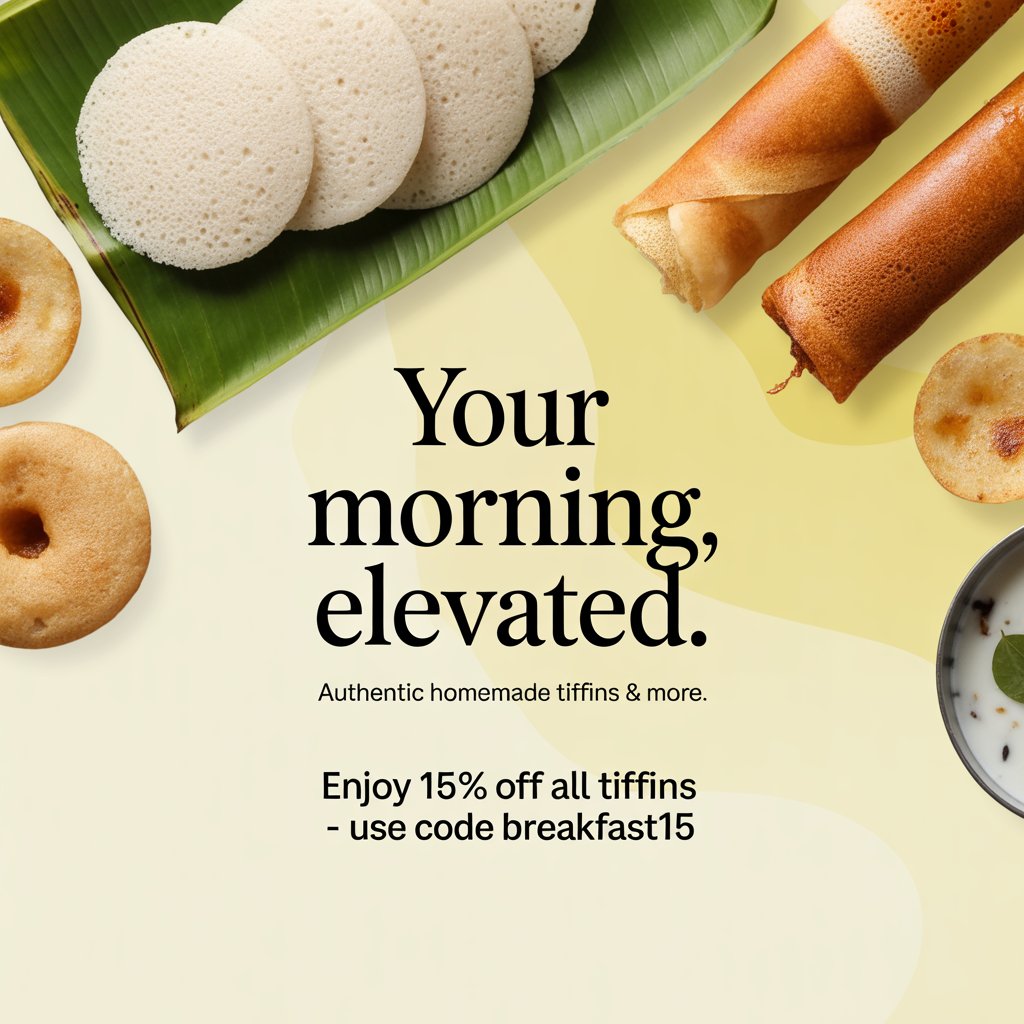 Your
morning,
elevated.
Authentic homemade tiffins & more.
Enjoy 15% off all tiffins
- use code breakfast15